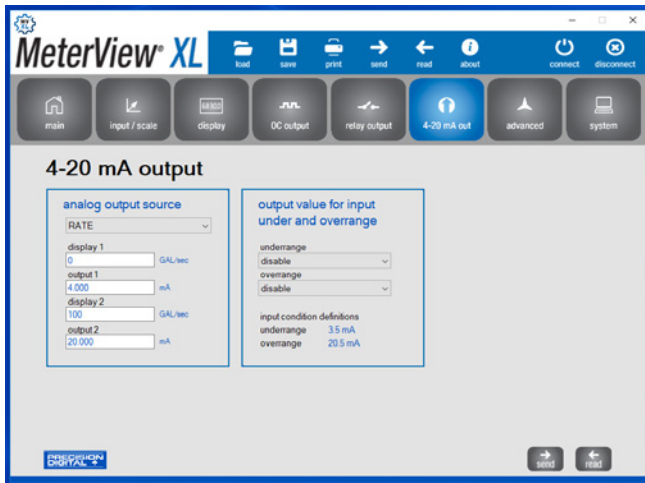 MeterView® XL
load save print send read about connect disconnect
main input / scale display OC output relay output 4-20 mA out advanced system
4-20 mA output
analog output source
RATE
display 1
0 GAL/sec
output 1
4.000 mA
display 2
100 GAL/sec
output 2
20.000 mA
output value for input
under and overrange
underrange
disable
overrange
disable
input condition definitions
underrange 3.5 mA
overrange 20.5 mA
PRECISION
DIGITAL
send read